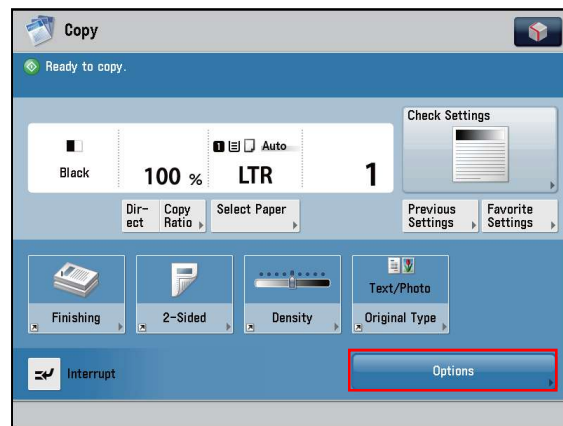 Copy
Ready to copy.
Check Settings
1 Auto
Black
100 %
LTR
1
Dir-
ect
Copy
Ratio
Select Paper
Previous
Settings
Favorite
Settings
Text/Photo
Finishing
2-Sided
Density
Original Type
Interrupt
Options